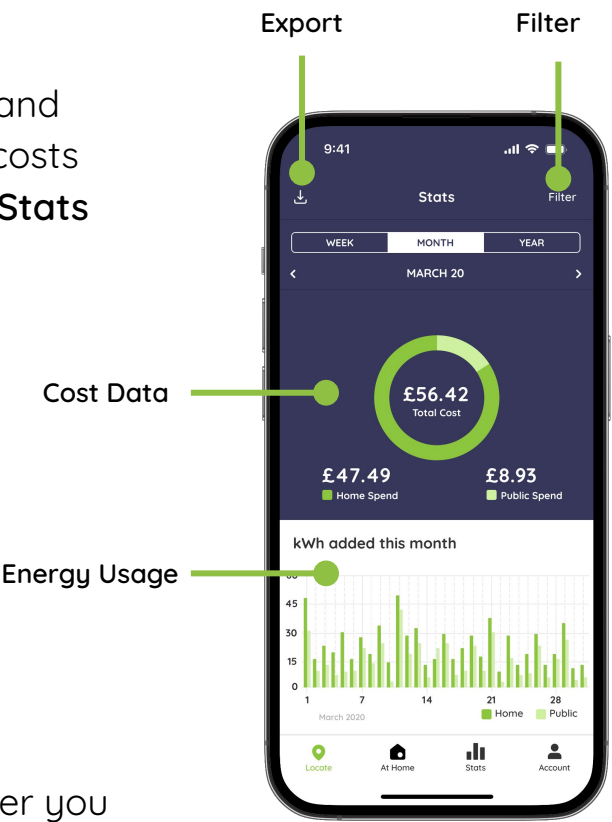 Export Filter
and
costs
Stats
9:41
Stats Filter
WEEK MONTH YEAR
MARCH 20
Cost Data
£56.42
Total Cost
£47.49 £8.93
Home Spend Public Spend
kWh added this month
Energy Usage
45
30
15
0
1 7 14 21 28
March 2020 Home Public
Locate At Home Stats Account
er you